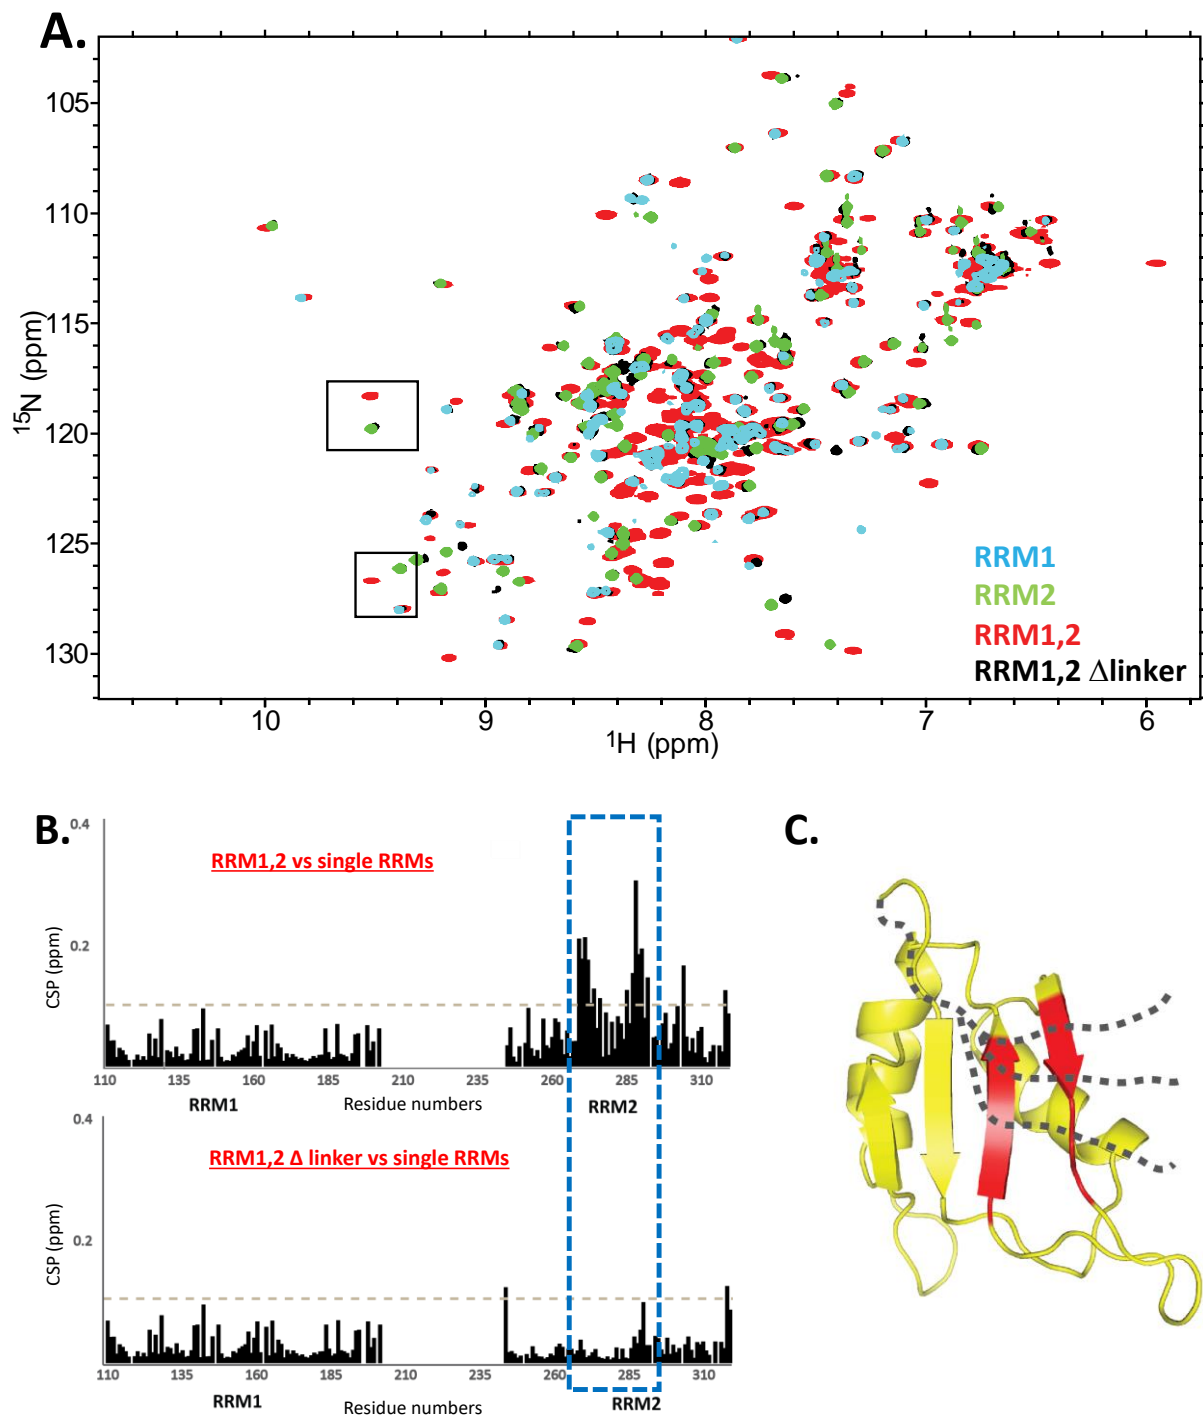 A.
105
110
115
120
125
130
15N (ppm)
10
9
8
7
6
1H (ppm)
RRM1
RRM2
RRM1,2
RRM1,2 Δlinker
B.
0.4
0.2
CSP (ppm)
RRM1,2 vs single RRMs
110 135 160 185 210 235 260 285 310
RRM1 Residue numbers RRM2
0.4
0.2
CSP (ppm)
RRM1,2 Δ linker vs single RRMs
110 135 160 185 210 235 260 285 310
RRM1 Residue numbers RRM2
C.